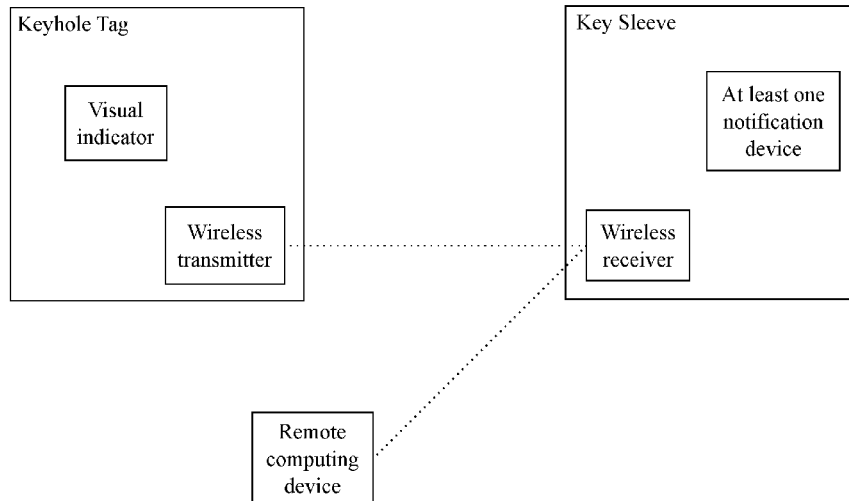 Keyhole Tag
Visual
indicator
Wireless
transmitter
Key Sleeve
At least one
notification
device
Wireless
receiver
Remote
computing
device